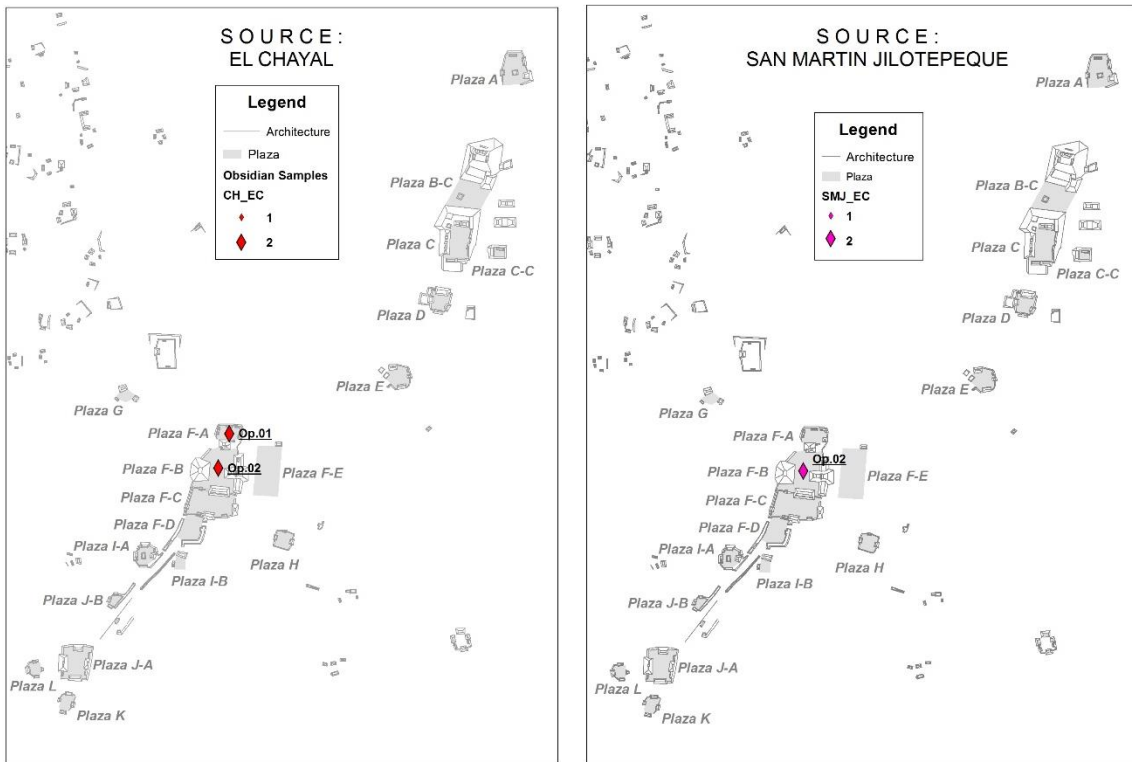 S O U R C E :
EL CHAYAL
Plaza A
Legend
Architecture
Plaza
Obsidian Samples
CH_EC
1
2
Plaza B-C
Plaza C
Plaza C-C
Plaza D
Plaza E
Plaza G
Plaza F-A
Op.01
Plaza F-B
Op.02
Plaza F-E
Plaza F-C
Plaza F-D
Plaza I-A
Plaza H
Plaza I-B
Plaza J-B
Plaza J-A
Plaza L
Plaza K
S O U R C E :
SAN MARTIN JILOTEPEQUE
Plaza A
Legend
Architecture
Plaza
SMJ_EC
1
2
Plaza B-C
Plaza C
Plaza C-C
Plaza D
Plaza E
Plaza G
Plaza F-A
Op.02
Plaza F-B
Plaza F-E
Plaza F-C
Plaza F-D
Plaza I-A
Plaza H
Plaza I-B
Plaza J-B
Plaza J-A
Plaza L
Plaza K